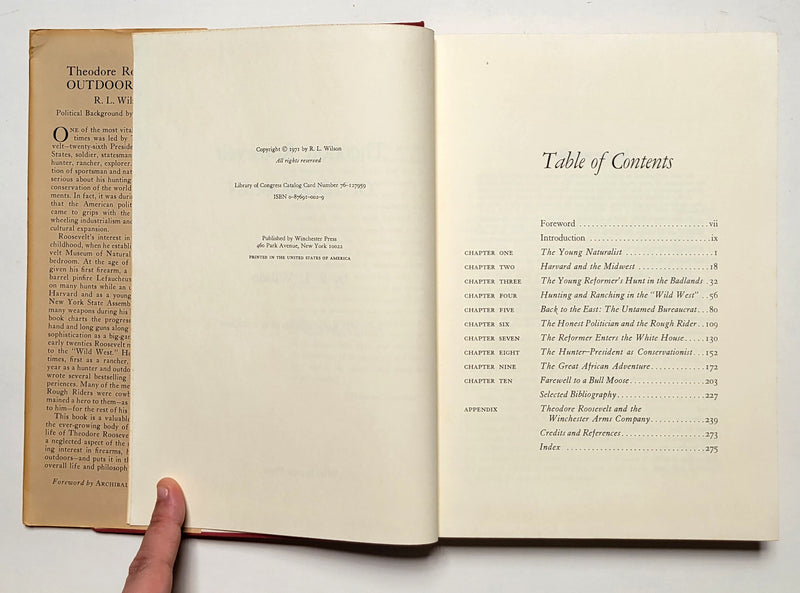 Theodore Ro
OUTDOOR
R. L. Wil
Political Background by
ONE of the most vita
times was led by
velt–twenty-sixth Preside
States, soldier, statesman
hunter, rancher, explorer,
tion of sportsman and nat
serious about his hunting
conservation of the world
ments. In fact, it was duri
that the American polit
came to grips with the
wheeling industrialism and
cultural expansion.
Roosevelt's interest in
childhood, when he establi
velt Museum of Natural
bedroom. At the age of
given his first firearm, a
barrel pinfire Lefaucheux
on many hunts while an
Harvard and as a young
New York State Assemb
many weapons during his
book charts the progress
hand and long guns along
sophistication as a big-ga
early twenties Roosevelt
to the "Wild West." He
times, first as a rancher,
year as a hunter and outdo
wrote several bestselling
periences. Many of the me
Rough Riders were cowb
mained a hero to them–as
to him–for the rest of his
This book is a valuable
the ever-growing body of
life of Theodore Roosev
a neglected aspect of the
ing interest in firearms, h
outdoors–and puts it in th
overall life and philosoph
Foreword by ARCHIBAL
Copyright © 1971 by R. L. Wilson
All rights reserved
Library of Congress Catalog Card Number 76-127959
ISBN 0-87691-002-9
Published by Winchester Press
460 Park Avenue, New York 10022
PRINTED IN THE UNITED STATES OF AMERICA
Table of Contents
Foreword vii
Introduction ix
CHAPTER ONE The Young Naturalist 1
CHAPTER TWO Harvard and the Midwest 18
CHAPTER THREE The Young Reformer's Hunt in the Badlands 32
CHAPTER FOUR Hunting and Ranching in the "Wild West" 56
CHAPTER FIVE Back to the East: The Untamed Bureaucrat 80
CHAPTER SIX The Honest Politician and the Rough Rider 109
CHAPTER SEVEN The Reformer Enters the White House 130
CHAPTER EIGHT The Hunter–President as Conservationist 152
CHAPTER NINE The Great African Adventure 172
CHAPTER TEN Farewell to a Bull Moose 203
Selected Bibliography 227
APPENDIX Theodore Roosevelt and the
Winchester Arms Company 239
Credits and References 273
Index 275